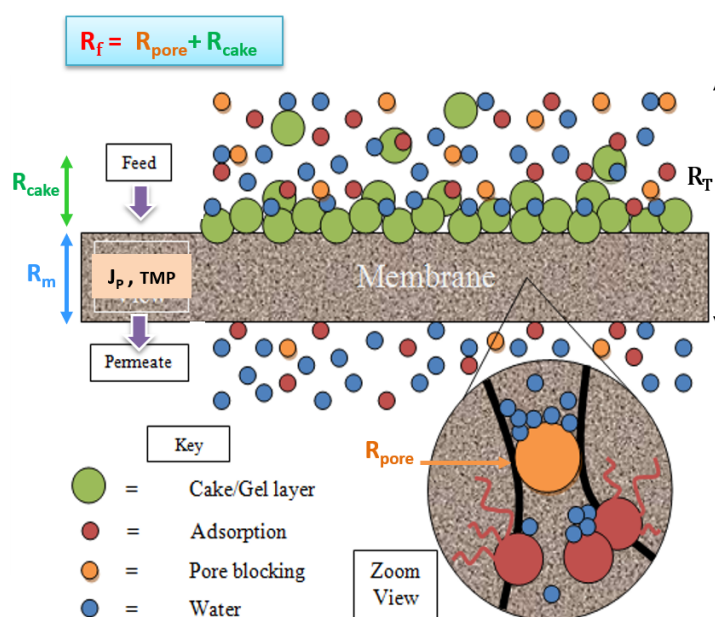 Rf = Rpore + Rcake
Feed
Rcake
RT
Rm
JP , TMP
Membrane
Permeate
Key
Rpore
= Cake/Gel layer
= Adsorption
= Pore blocking
= Water
Zoom
View